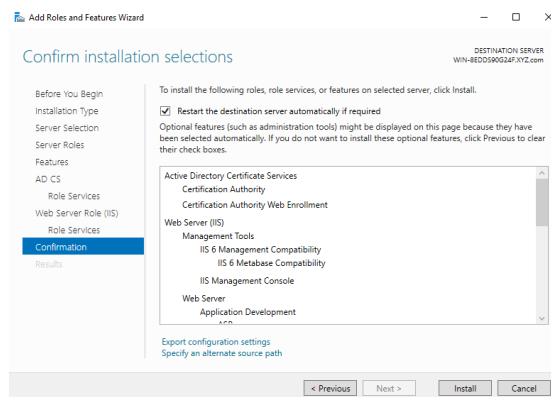 Add Roles and Features Wizard
Confirm installation selections
DESTINATION SERVER
WIN-8EDDS90G24F.XYZ.com
Before You Begin
Installation Type
Server Selection
Server Roles
Features
AD CS
Role Services
Web Server Role (IIS)
Role Services
Confirmation
Results
To install the following roles, role services, or features on selected server, click Install.
Restart the destination server automatically if required
Optional features (such as administration tools) might be displayed on this page because they have
been selected automatically. If you do not want to install these optional features, click Previous to clear
their check boxes.
Active Directory Certificate Services
Certification Authority
Certification Authority Web Enrollment
Web Server (IIS)
Management Tools
IIS 6 Management Compatibility
IIS 6 Metabase Compatibility
IIS Management Console
Web Server
Application Development
Export configuration settings
Specify an alternate source path
< Previous
Next >
Install
Cancel